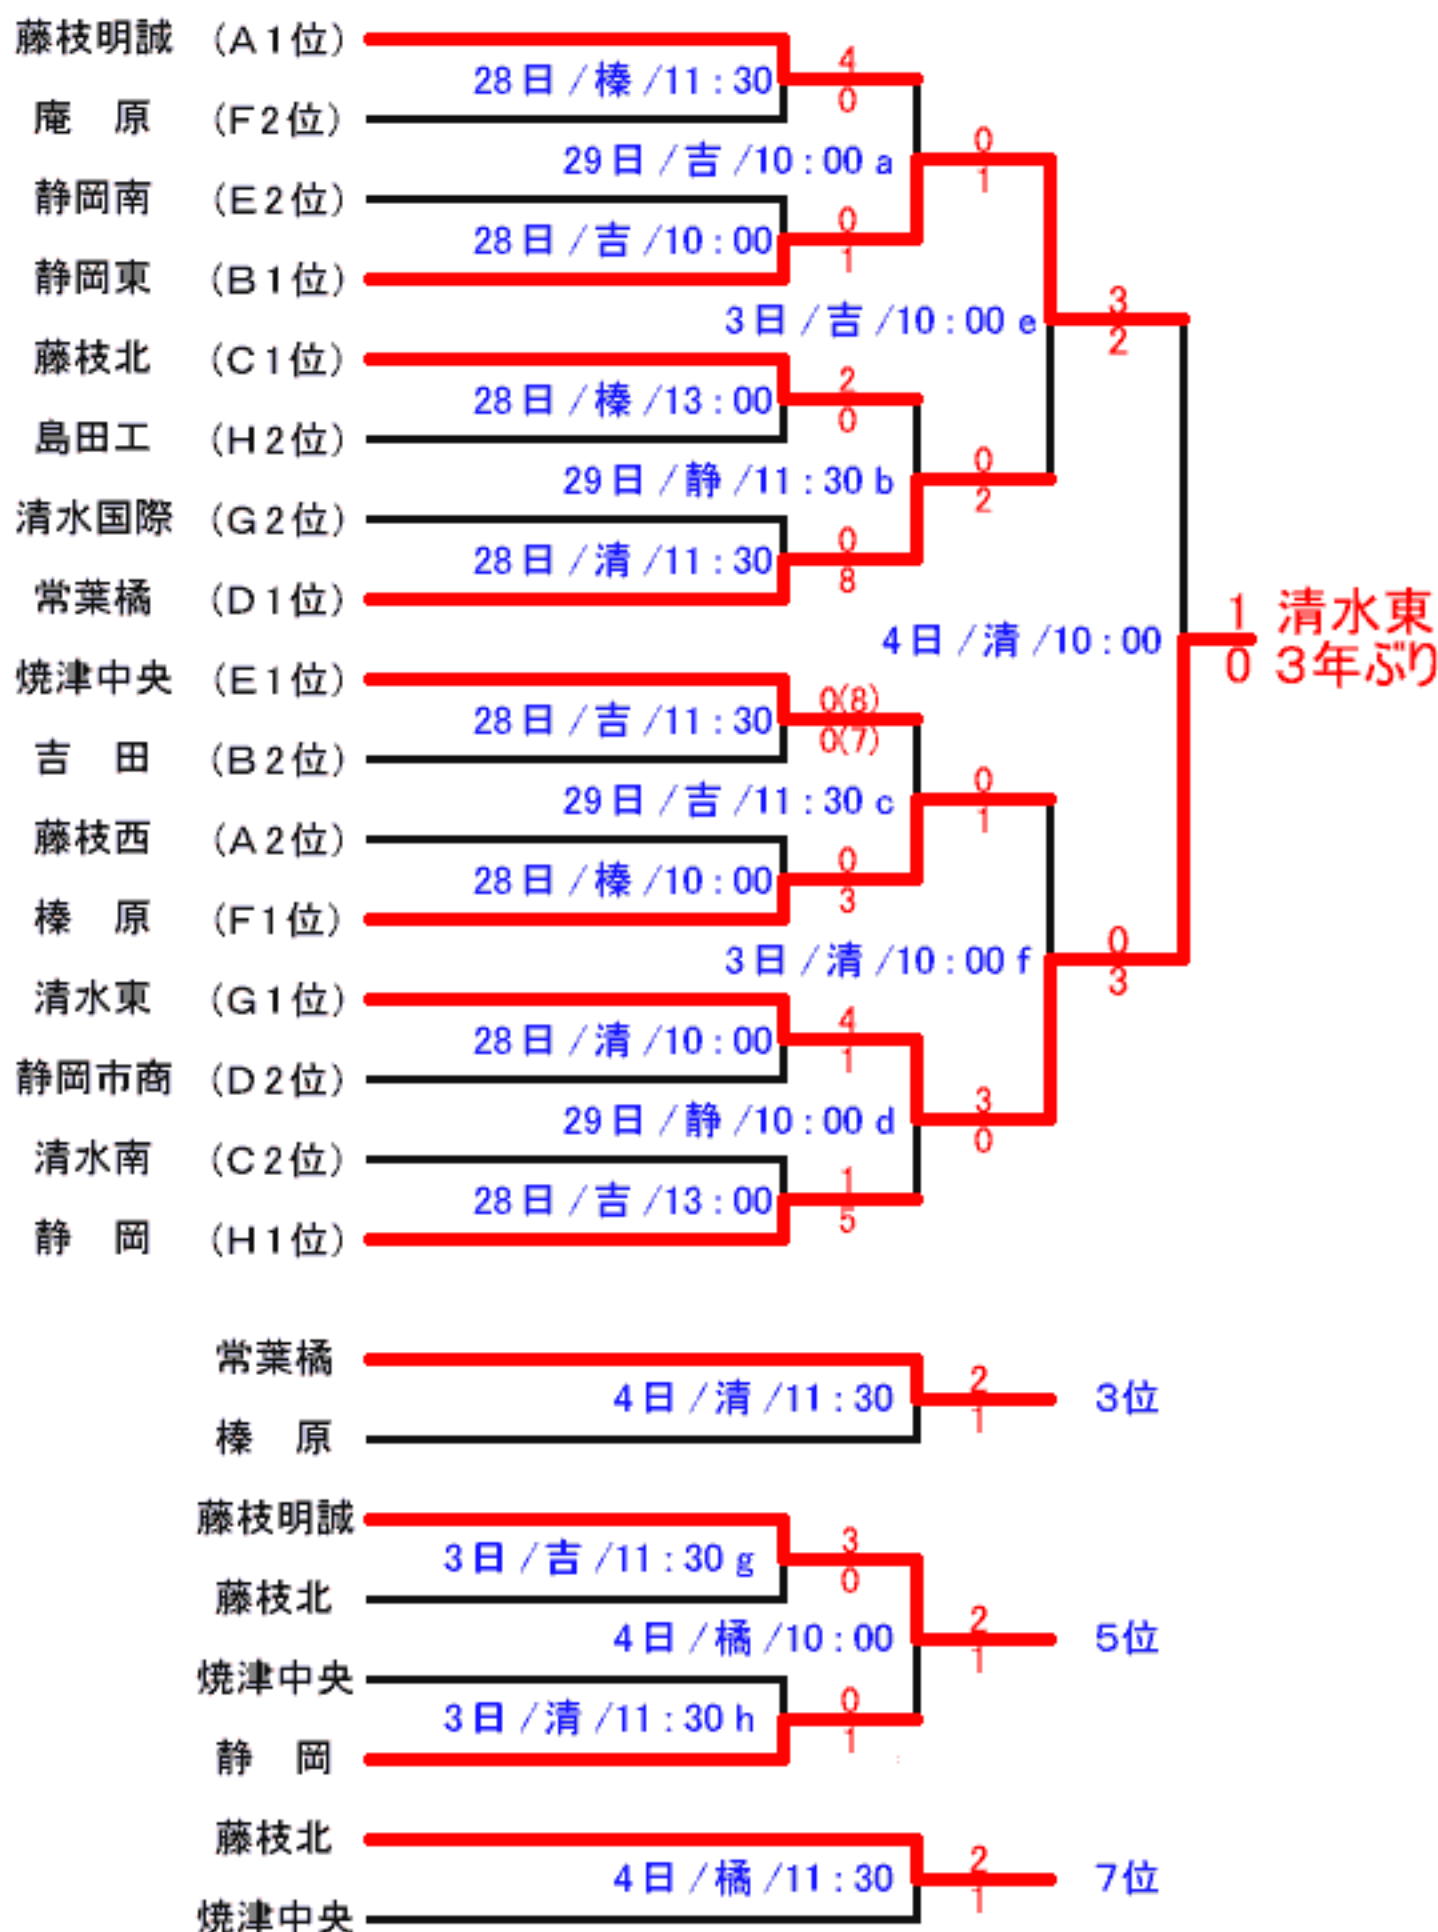 藤枝明誠 (A1位)
4
28日/榛/11:30
0
庵 原 (F2位)
0
29日/吉/10:00 a
1
静岡南 (E2位)
0
28日/吉/10:00
1
静岡東 (B1位)
3
3日/吉/10:00 e
2
藤枝北 (C1位)
2
28日/榛/13:00
0
島田工 (H2位)
0
29日/静/11:30 b
2
清水国際 (G2位)
0
28日/清/11:30
8
常葉橘 (D1位)
1 清水東
4日/清/10:00
0 3年ぶり
焼津中央 (E1位)
0(8)
28日/吉/11:30
0(7)
吉 田 (B2位)
0
29日/吉/11:30 c
1
藤枝西 (A2位)
0
28日/榛/10:00
3
榛 原 (F1位)
0
3日/清/10:00 f
3
清水東 (G1位)
4
28日/清/10:00
1
静岡市商 (D2位)
3
29日/静/10:00 d
0
清水南 (C2位)
1
28日/吉/13:00
5
静 岡 (H1位)
常葉橘
2
4日/清/11:30 3位
1
榛 原
藤枝明誠
3
3日/吉/11:30 g
0
藤枝北
2
4日/橘/10:00 5位
1
焼津中央
0
3日/清/11:30 h
1
静 岡
藤枝北
2
4日/橘/11:30 7位
1
焼津中央